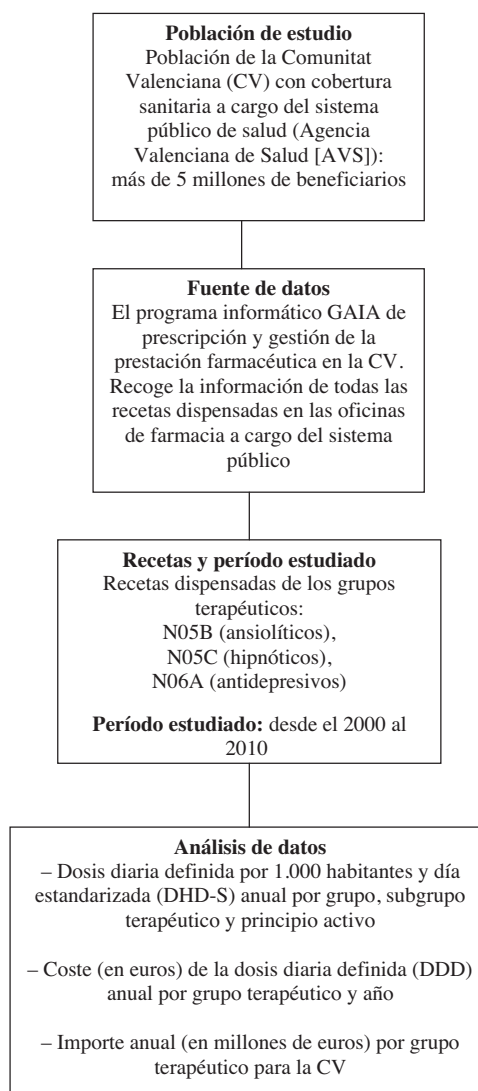 Población de estudio
Población de la Comunitat
Valenciana (CV) con cobertura
sanitaria a cargo del sistema
público de salud (Agencia
Valenciana de Salud [AVS]):
más de 5 millones de beneficiarios
Fuente de datos
El programa informático GAIA de
prescripción y gestión de la
prestación farmacéutica en la CV.
Recoge la información de todas las
recetas dispensadas en las oficinas
de farmacia a cargo del sistema
público
Recetas y período estudiado
Recetas dispensadas de los grupos
terapéuticos:
N05B (ansiolíticos),
N05C (hipnóticos),
N06A (antidepresivos)
Período estudiado: desde el 2000 al
2010
Análisis de datos
– Dosis diaria definida por 1.000 habitantes y día
estandarizada (DHD-S) anual por grupo, subgrupo
terapéutico y principio activo
– Coste (en euros) de la dosis diaria definida (DDD)
anual por grupo terapéutico y año
– Importe anual (en millones de euros) por grupo
terapéutico para la CV